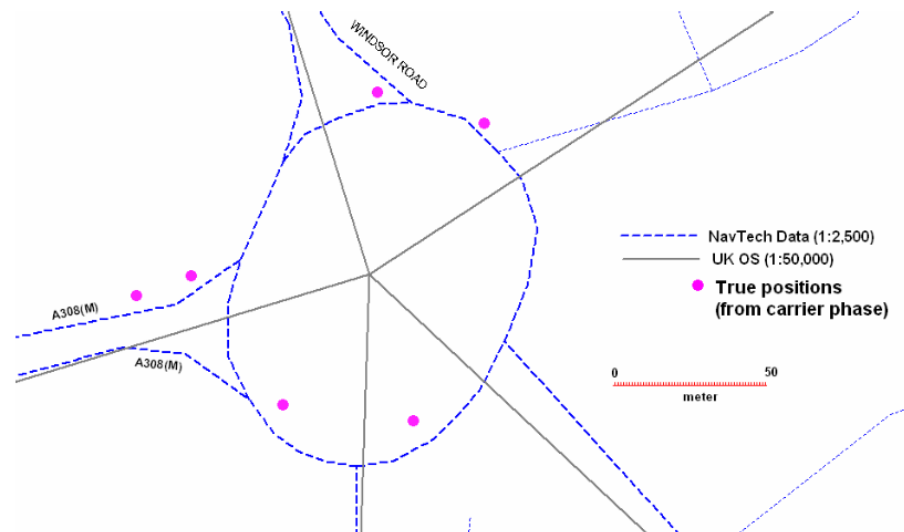 WINDSOR ROAD
NavTech Data (1:2,500)
UK OS (1:50,000)
True positions
(from carrier phase)
A308(M)
A308(M)
0 50
meter